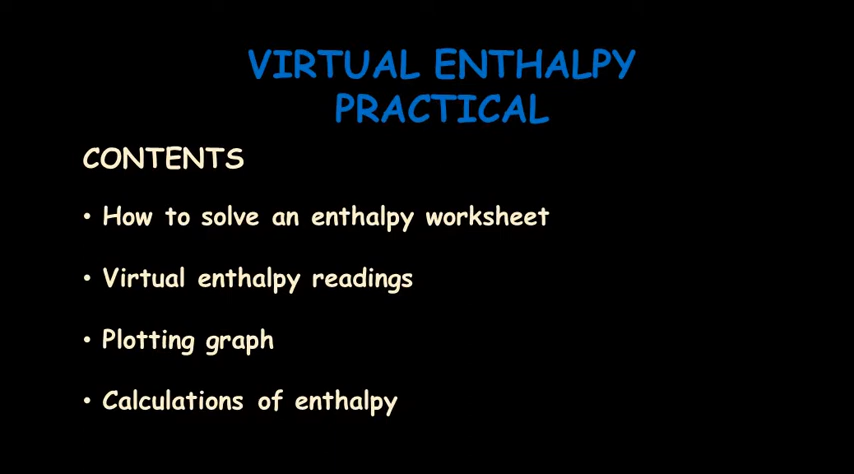 VIRTUAL ENTHALPY
PRACTICAL
CONTENTS
• How to solve an enthalpy worksheet
• Virtual enthalpy readings
• Plotting graph
• Calculations of enthalpy